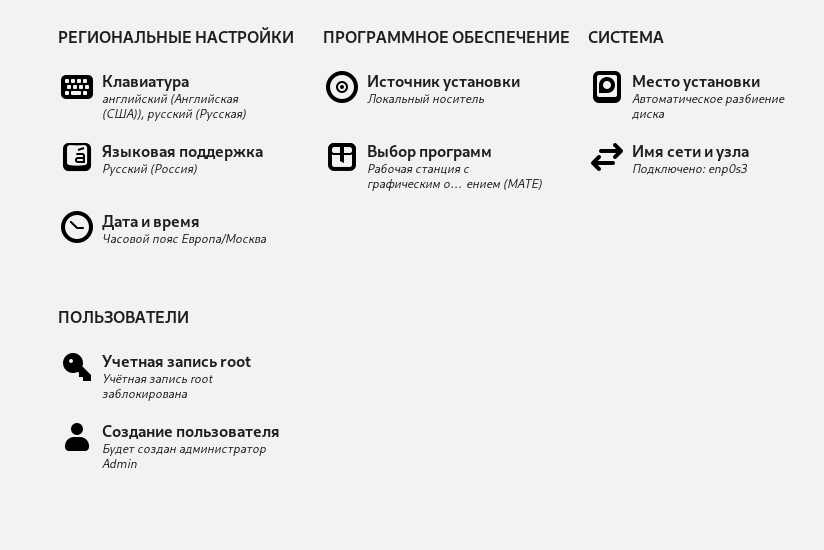 РЕГИОНАЛЬНЫЕ НАСТРОЙКИ
Клавиатура
английский (Английская
(США)), русский (Русская)
Языковая поддержка
Русский (Россия)
Дата и время
Часовой пояс Европа/Москва
ПРОГРАММНОЕ ОБЕСПЕЧЕНИЕ
Источник установки
Локальный носитель
Выбор программ
Рабочая станция с
графическим о... ением (MATE)
СИСТЕМА
Место установки
Автоматическое разбиение
диска
Имя сети и узла
Подключено: enp0s3
ПОЛЬЗОВАТЕЛИ
Учетная запись root
Учётная запись root
заблокирована
Создание пользователя
Будет создан администратор
Admin